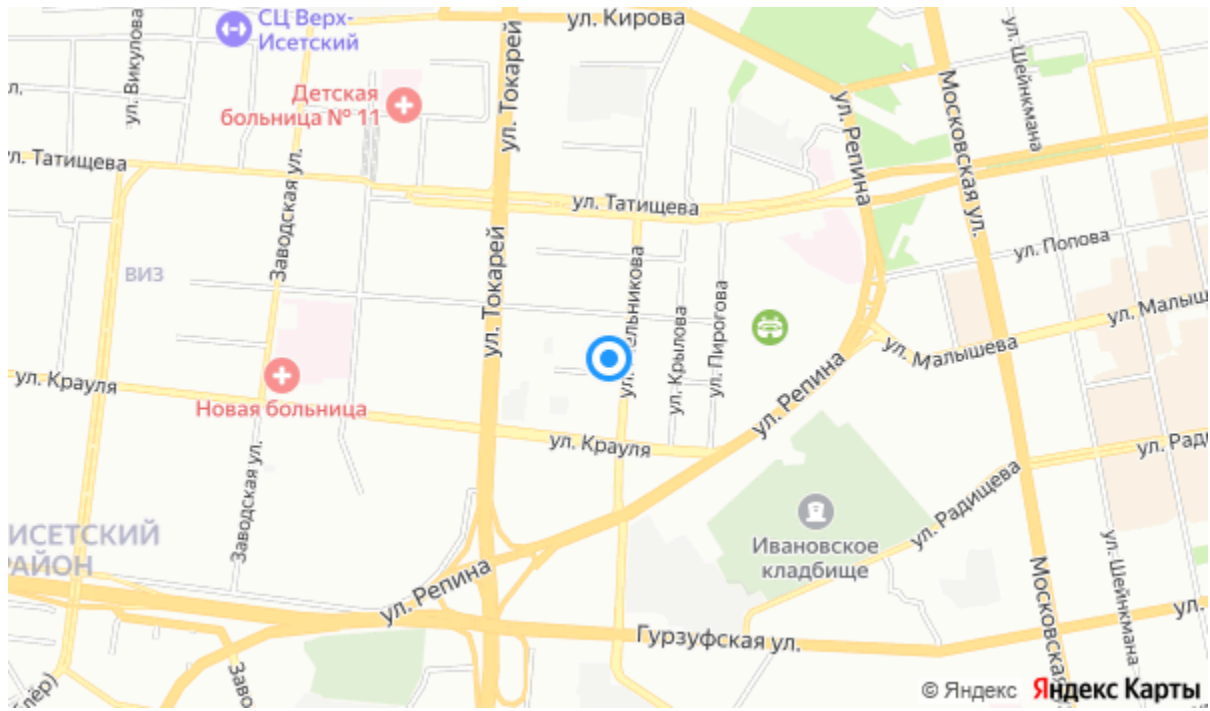 СЦ Верх-
Исетский
ул. Кирова
ул. Викулова
ул. Токарей
ул. Шейнкмана
Детская
больница № 11
Московская ул.
ул. Репина
ул. Татищева
Заводская ул.
ул. Татищева
ул. Попова
ВИЗ
ул. Токарей
ул. Крылова
ул. Пирогова
ул. Малышева
ул. Крауля
Новая больница
ул. Репина
ул. Крауля
Заводская ул.
ул. Радищева
ИСЕТСКИЙ
РАЙОН
Ивановское
кладбище
ул. Шейнкмана
ул. Репина
Гурзуфская ул.
© Яндекс Яндекс Карты